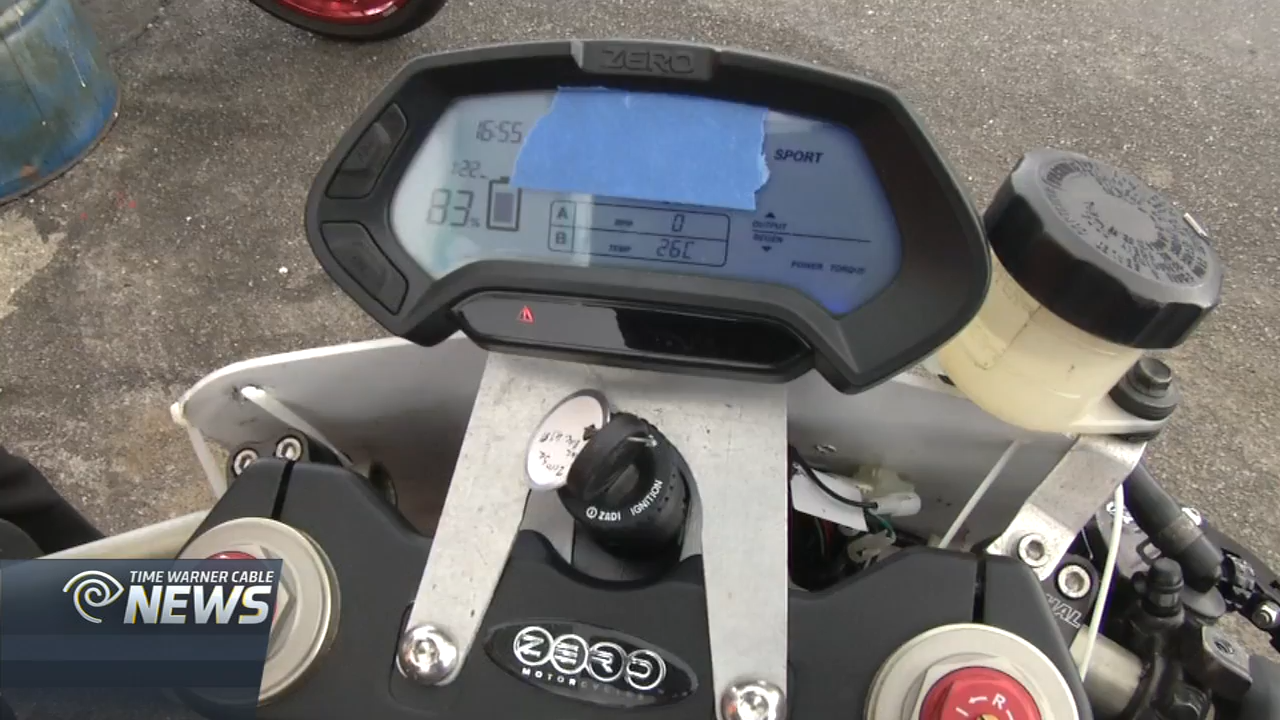 ZERO
16:55
SPORT
83%
A
RPM 0
B
TEMP 26C
OUTPUT
REGEN
POWER TORQUE
ZADI IGNITION
TIME WARNER CABLE
NEWS
ZERO
MOTORCYCLES
R